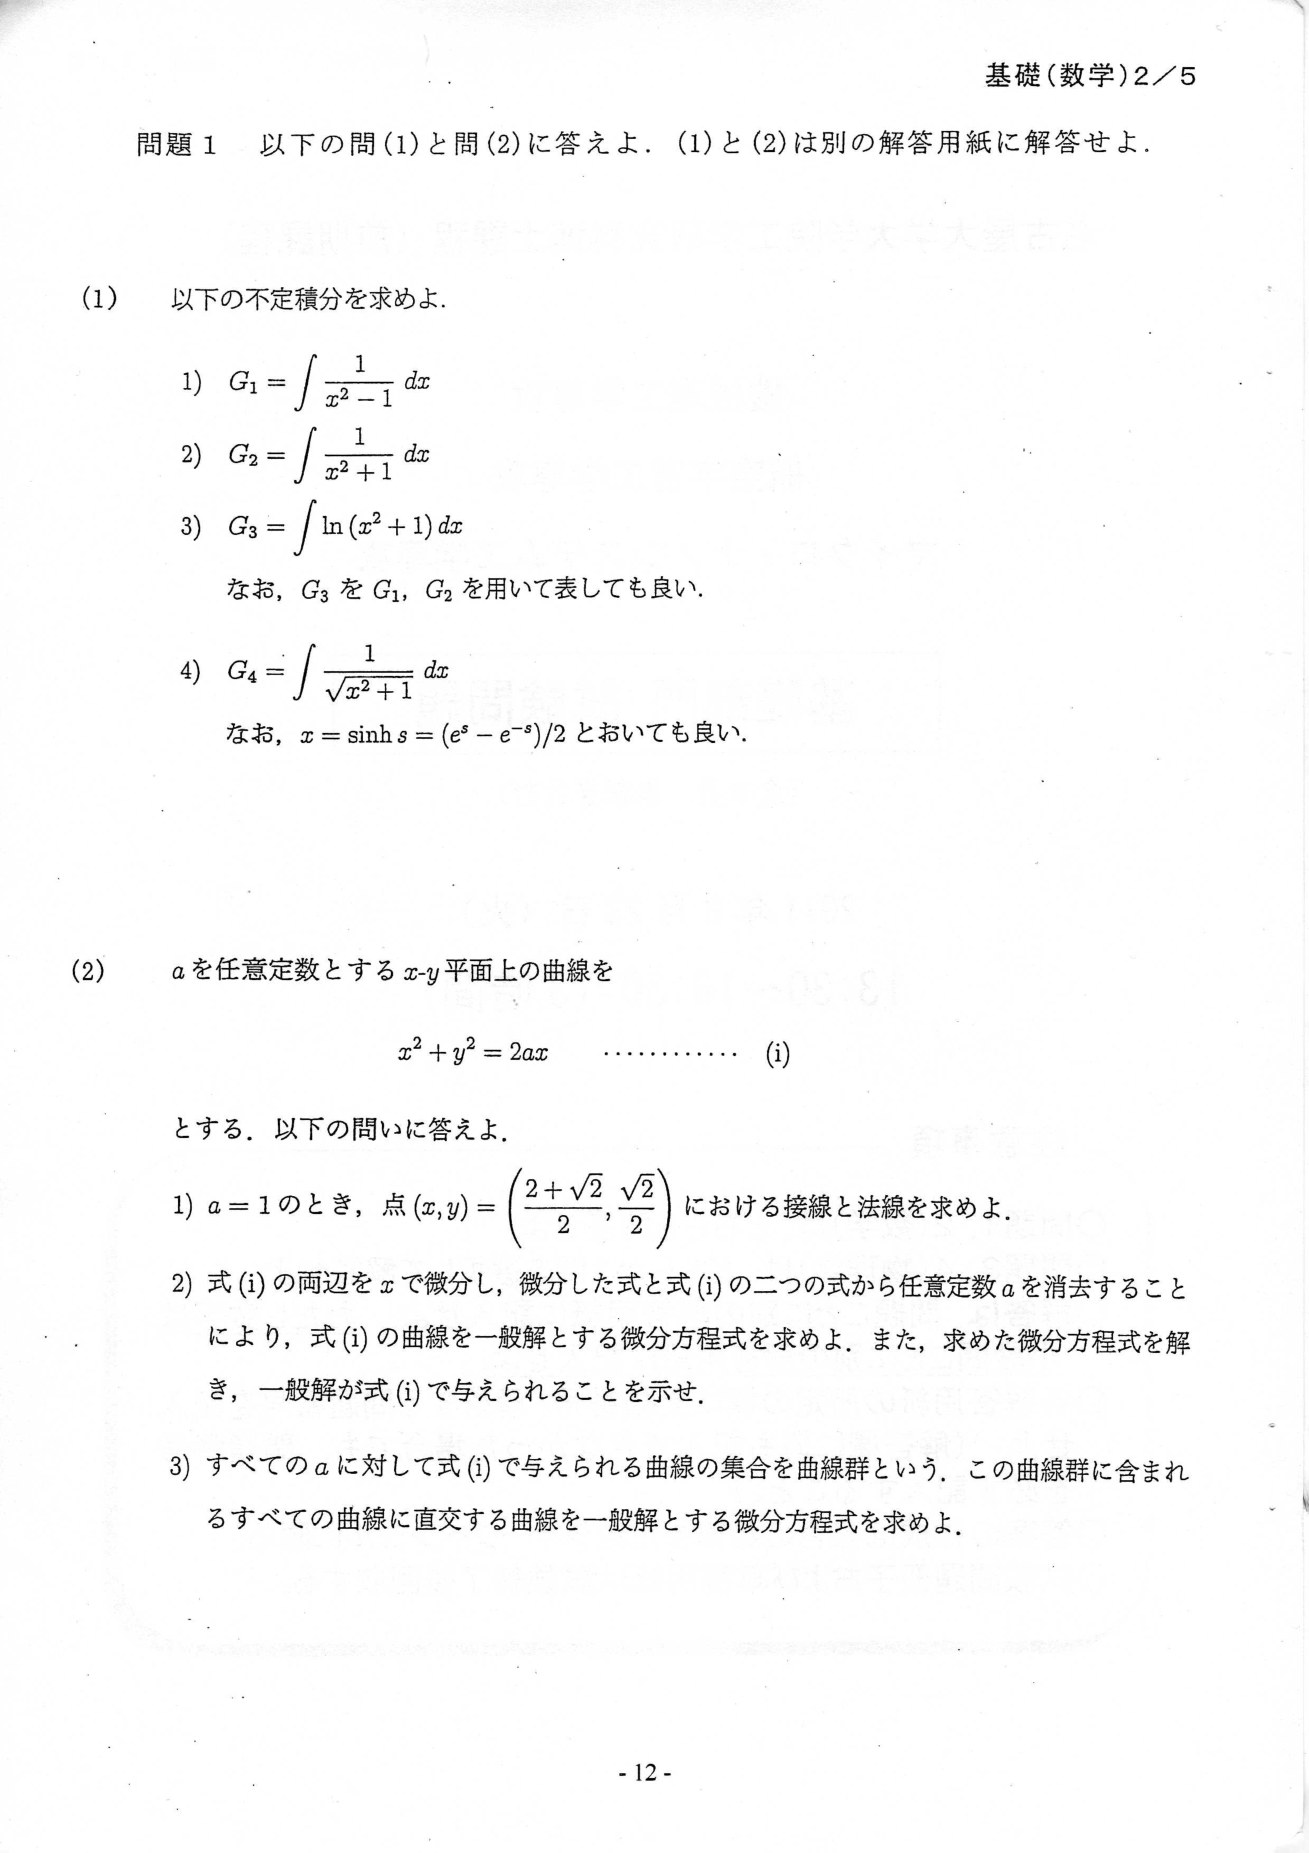 基礎(数学)2／5
問題1　以下の問(1)と問(2)に答えよ．(1)と(2)は別の解答用紙に解答せよ．
(1)　以下の不定積分を求めよ．
1) G₁ = ∫ 1/(x² − 1) dx
2) G₂ = ∫ 1/(x² + 1) dx
3) G₃ = ∫ ln (x² + 1) dx
なお，G₃ を G₁，G₂ を用いて表しても良い．
4) G₄ = ∫ 1/√(x² + 1) dx
なお，x = sinh s = (eˢ − e⁻ˢ)/2 とおいても良い．
(2)　a を任意定数とする x-y 平面上の曲線を
x² + y² = 2ax　………… (i)
とする．以下の問いに答えよ．
1) a = 1 のとき，点 (x, y) = ((2+√2)/2, √2/2) における接線と法線を求めよ．
2) 式 (i) の両辺を x で微分し，微分した式と式 (i) の二つの式から任意定数 a を消去すること
により，式 (i) の曲線を一般解とする微分方程式を求めよ．また，求めた微分方程式を解
き，一般解が式 (i) で与えられることを示せ．
3) すべての a に対して式 (i) で与えられる曲線の集合を曲線群という．この曲線群に含まれ
るすべての曲線に直交する曲線を一般解とする微分方程式を求めよ．
- 12 -